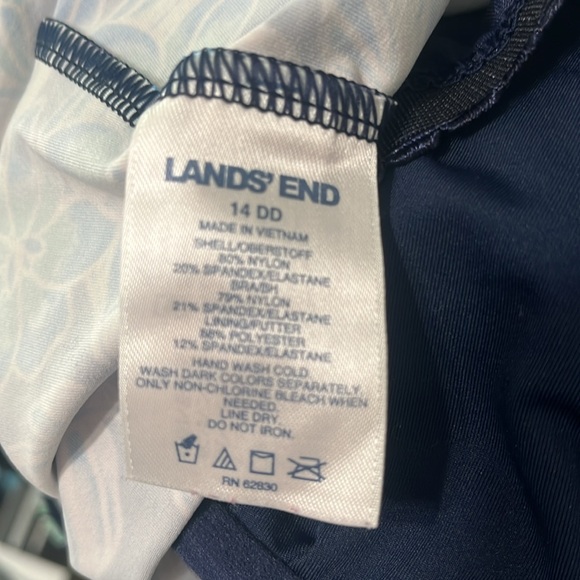 LANDS' END
14 DD
MADE IN VIETNAM
SHELL/OBERSTOFF
80% NYLON
20% SPANDEX/ELASTANE
BRA/BH
79% NYLON
21% SPANDEX/ELASTANE
LINING/FUTTER
88% POLYESTER
12% SPANDEX/ELASTANE
HAND WASH COLD.
WASH DARK COLORS SEPARATELY.
ONLY NON-CHLORINE BLEACH WHEN
NEEDED.
LINE DRY.
DO NOT IRON.
RN 62830